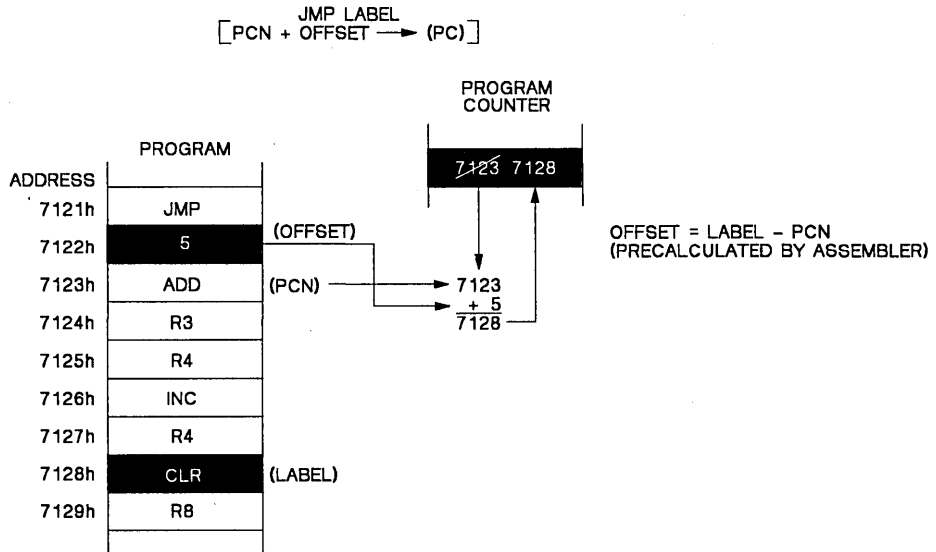 JMP LABEL
[PCN + OFFSET → (PC)]
PROGRAM
COUNTER
7123 7128
PROGRAM
ADDRESS
7121h JMP
7122h 5 (OFFSET)
7123h ADD (PCN)
7124h R3
7125h R4
7126h INC
7127h R4
7128h CLR (LABEL)
7129h R8
7123
+ 5
7128
OFFSET = LABEL – PCN
(PRECALCULATED BY ASSEMBLER)